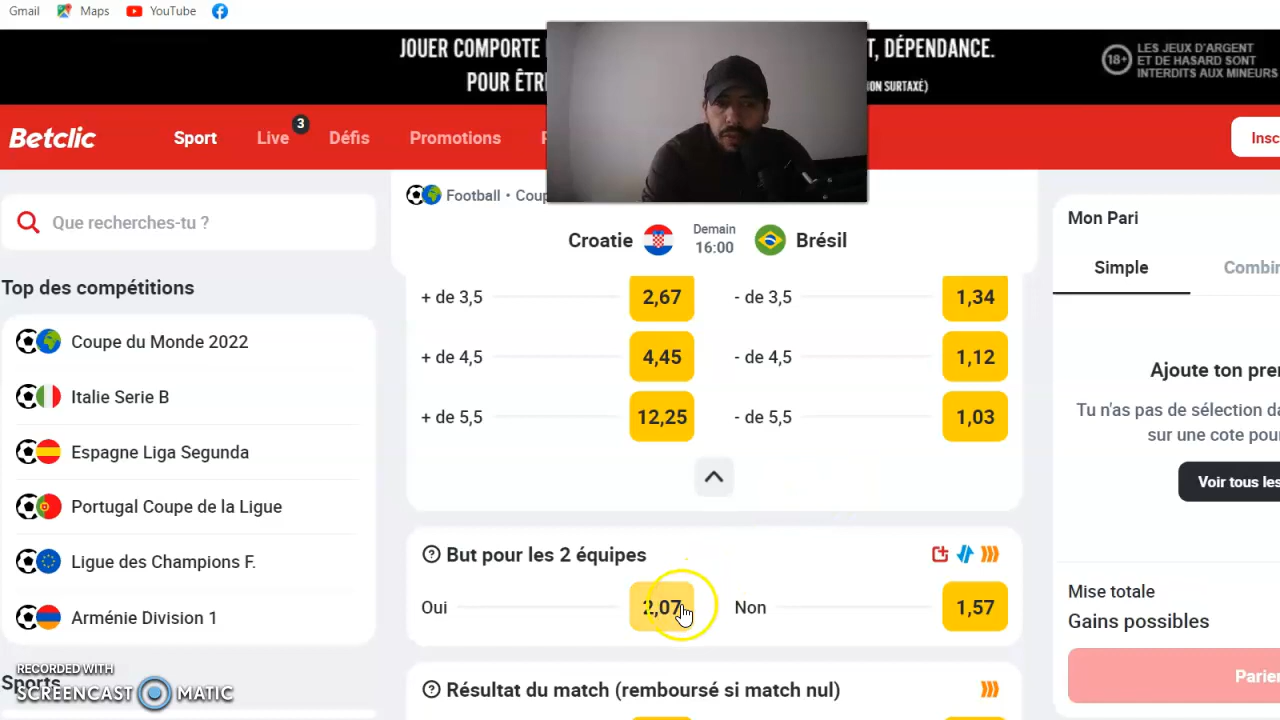 Gmail Maps YouTube
JOUER COMPORTE T, DÉPENDANCE.
POUR ÊTR ON SURTAXÉ)
18+ LES JEUX D'ARGENT
ET DE HASARD SONT
INTERDITS AUX MINEURS
Betclic Sport Live 3 Défis Promotions Insc
Que recherches-tu ?
Top des compétitions
Coupe du Monde 2022
Italie Serie B
Espagne Liga Segunda
Portugal Coupe de la Ligue
Ligue des Champions F.
Arménie Division 1
Sports
RECORDED WITH
SCREENCAST MATIC
Football • Coup
Croatie Demain Brésil
16:00
+ de 3,5 2,67 - de 3,5 1,34
+ de 4,5 4,45 - de 4,5 1,12
+ de 5,5 12,25 - de 5,5 1,03
But pour les 2 équipes
Oui 2,07 Non 1,57
Résultat du match (remboursé si match nul)
Mon Pari
Simple Combin
Ajoute ton pre
Tu n'as pas de sélection da
sur une cote pou
Voir tous les
Mise totale
Gains possibles
Parier